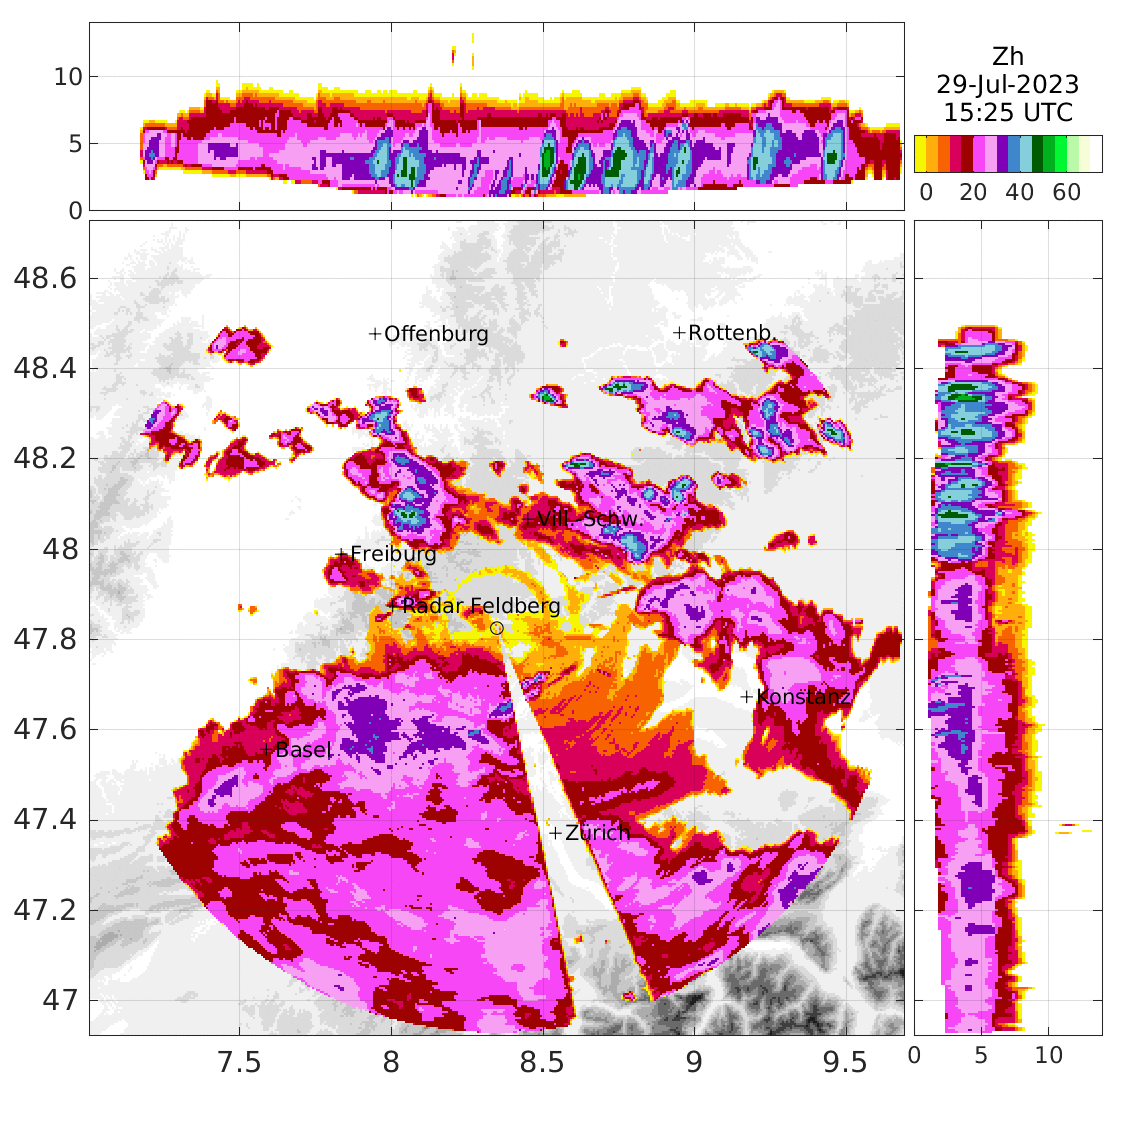 Zh
29-Jul-2023
15:25 UTC
0 20 40 60
10
5
0
48.6
48.4
48.2
48
47.8
47.6
47.4
47.2
47
+Offenburg
+Rottenb.
+Vill.-Schw.
+Freiburg
+Radar Feldberg
+Konstanz
+Basel
+Zürich
7.5 8 8.5 9 9.5
0 5 10